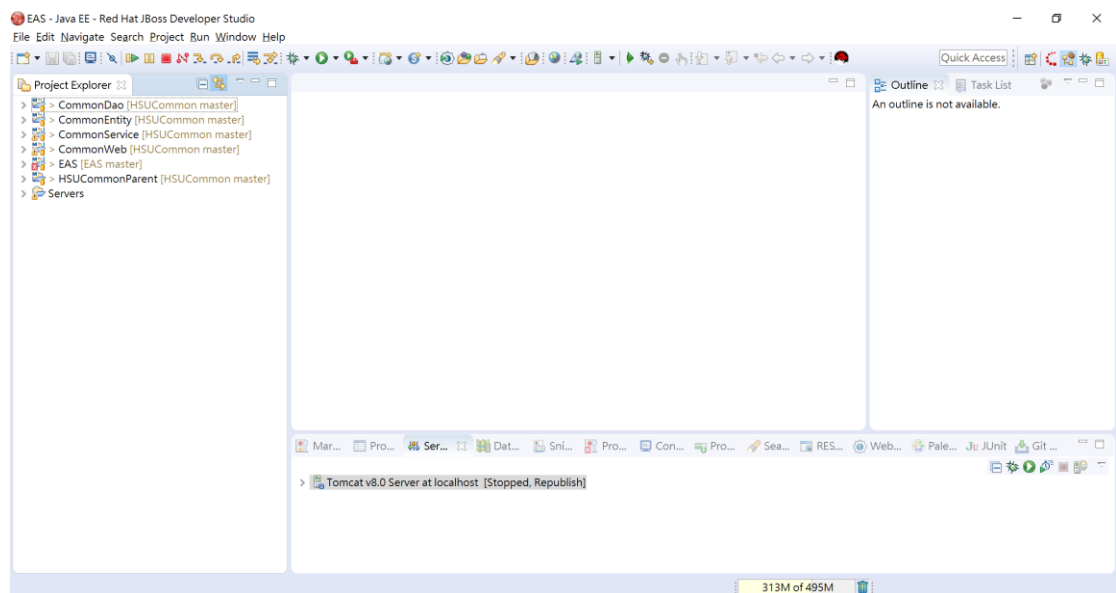 EAS - Java EE - Red Hat JBoss Developer Studio
File Edit Navigate Search Project Run Window Help
Quick Access
Project Explorer
> CommonDao [HSUCommon master]
> CommonEntity [HSUCommon master]
> CommonService [HSUCommon master]
> CommonWeb [HSUCommon master]
> EAS [EAS master]
> HSUCommonParent [HSUCommon master]
Servers
Outline Task List
An outline is not available.
Mar... Pro... Ser... Dat... Sni... Pro... Con... Pro... Sea... RES... Web... Pale... Ju JUnit Git ...
Tomcat v8.0 Server at localhost [Stopped, Republish]
313M of 495M